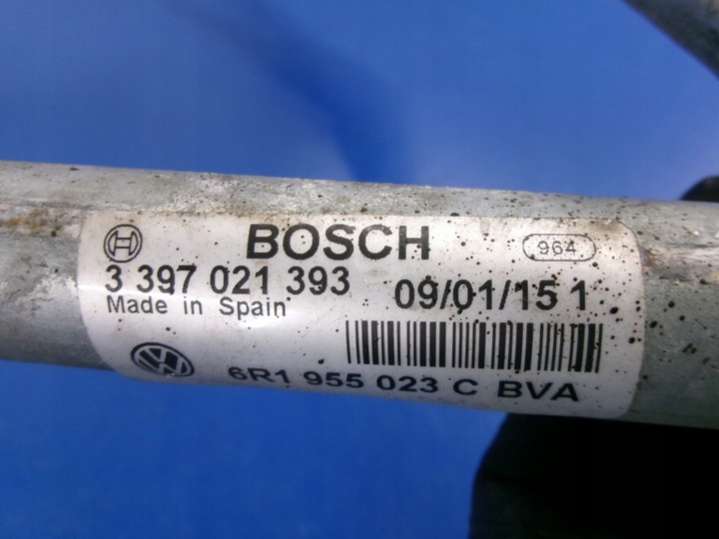 BOSCH
964
3 397 021 393
09/01/15 1
Made in Spain
6R1 955 023 C BVA